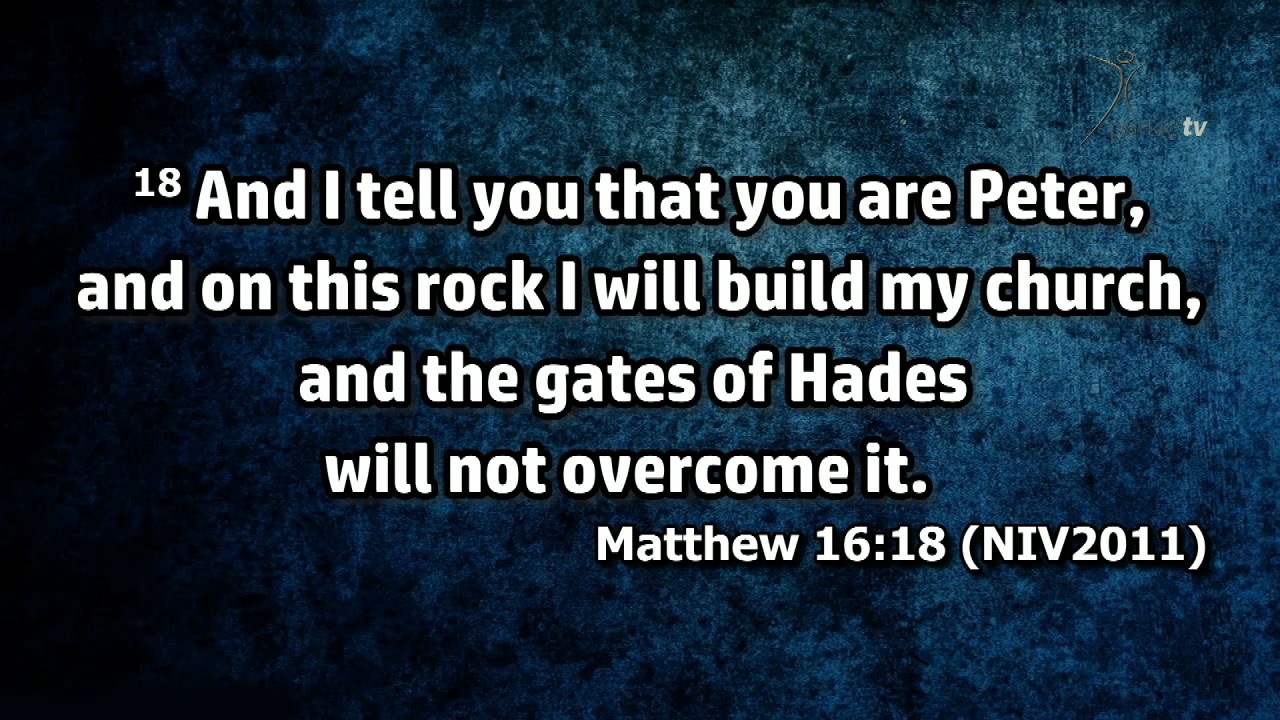 tv
18 And I tell you that you are Peter,
and on this rock I will build my church,
and the gates of Hades
will not overcome it.
Matthew 16:18 (NIV2011)